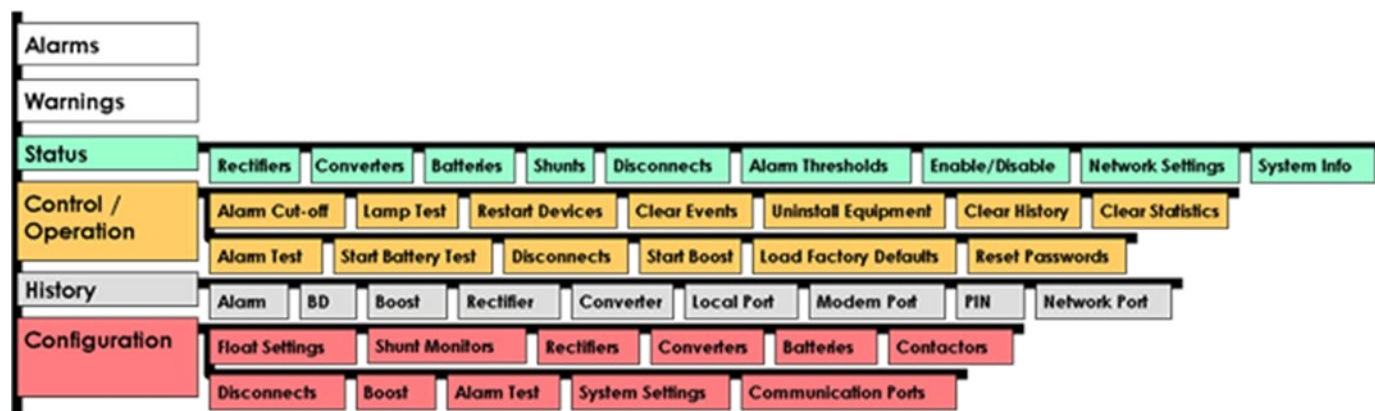 Alarms
Warnings
Status
Rectifiers Converters Batteries Shunts Disconnects Alarm Thresholds Enable/Disable Network Settings System Info
Control /
Operation
Alarm Cut-off Lamp Test Restart Devices Clear Events Uninstall Equipment Clear History Clear Statistics
Alarm Test Start Battery Test Disconnects Start Boost Load Factory Defaults Reset Passwords
History
Alarm BD Boost Rectifier Converter Local Port Modem Port PIN Network Port
Configuration
Float Settings Shunt Monitors Rectifiers Converters Batteries Contactors
Disconnects Boost Alarm Test System Settings Communication Ports